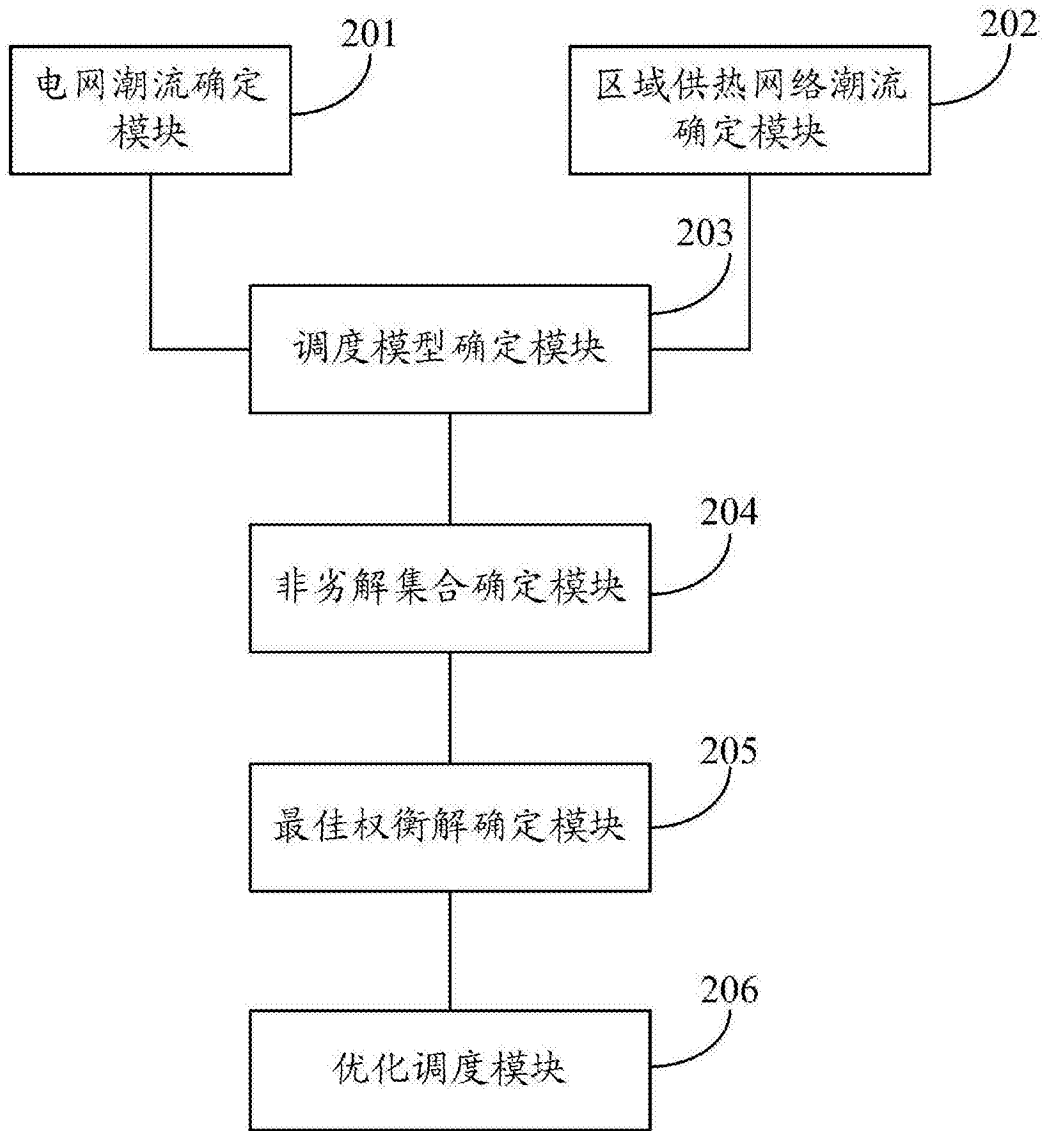 201
电网潮流确定
模块
202
区域供热网络潮流
确定模块
203
调度模型确定模块
204
非劣解集合确定模块
205
最佳权衡解确定模块
206
优化调度模块